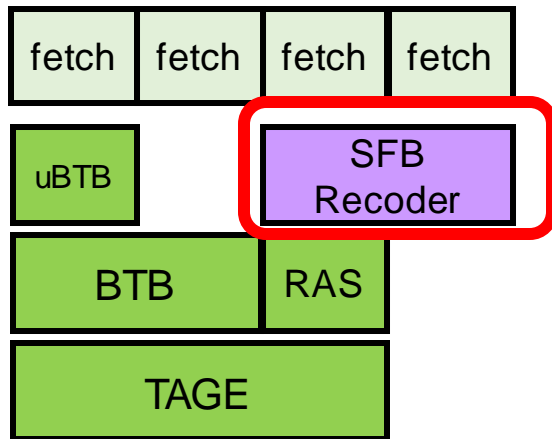 fetch fetch fetch fetch
uBTB
SFB
Recoder
BTB RAS
TAGE